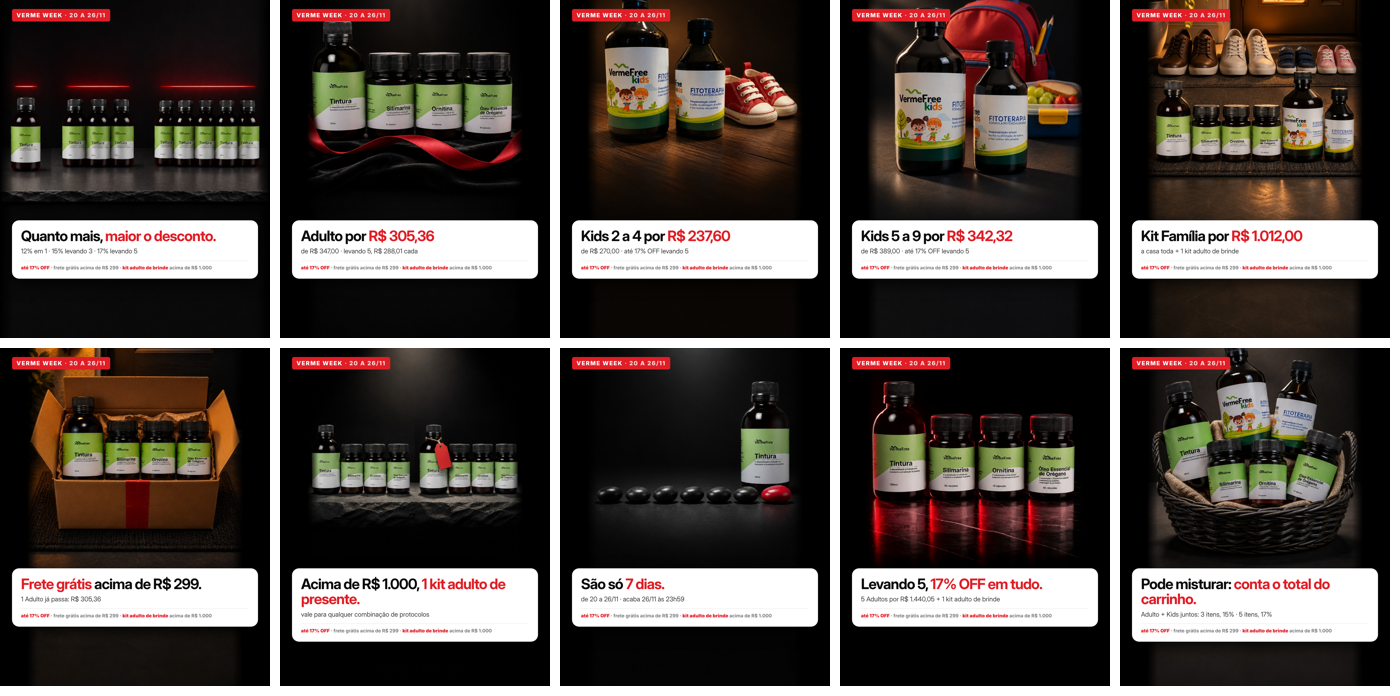 VERME WEEK · 20 A 26/11
Tintura
Quanto mais, maior o desconto.
12% em 1 · 15% levando 3 · 17% levando 5
até 17% OFF · frete grátis acima de R$ 299 · kit adulto de brinde acima de R$ 1.000
VERME WEEK · 20 A 26/11
Tintura
Silimarina
Ornitina
Óleo Essencial de Orégano
Adulto por R$ 305,36
de R$ 347,00 · levando 5, R$ 288,01 cada
até 17% OFF · frete grátis acima de R$ 299 · kit adulto de brinde acima de R$ 1.000
VERME WEEK · 20 A 26/11
VermeFree
kids
FITOTERAPIA
Kids 2 a 4 por R$ 237,60
de R$ 270,00 · até 17% OFF levando 5
até 17% OFF · frete grátis acima de R$ 299 · kit adulto de brinde acima de R$ 1.000
VERME WEEK · 20 A 26/11
VermeFree
kids
FITOTERAPIA
Kids 5 a 9 por R$ 342,32
de R$ 389,00 · até 17% OFF levando 5
até 17% OFF · frete grátis acima de R$ 299 · kit adulto de brinde acima de R$ 1.000
VERME WEEK · 20 A 26/11
Tintura
Silimarina
Ornitina
VermeFree
kids
Kit Família por R$ 1.012,00
a casa toda + 1 kit adulto de brinde
até 17% OFF · frete grátis acima de R$ 299 · kit adulto de brinde acima de R$ 1.000
VERME WEEK · 20 A 26/11
Tintura
Silimarina
Ornitina
Óleo Essencial
de Orégano
Frete grátis acima de R$ 299.
1 Adulto já passa: R$ 305,36
até 17% OFF · frete grátis acima de R$ 299 · kit adulto de brinde acima de R$ 1.000
VERME WEEK · 20 A 26/11
Acima de R$ 1.000, 1 kit adulto de
presente.
vale para qualquer combinação de protocolos
até 17% OFF · frete grátis acima de R$ 299 · kit adulto de brinde acima de R$ 1.000
VERME WEEK · 20 A 26/11
Tintura
São só 7 dias.
de 20 a 26/11 · acaba 26/11 às 23h59
até 17% OFF · frete grátis acima de R$ 299 · kit adulto de brinde acima de R$ 1.000
VERME WEEK · 20 A 26/11
Tintura
Silimarina
Ornitina
Óleo Essencial
de Orégano
Levando 5, 17% OFF em tudo.
5 Adultos por R$ 1.440,05 + 1 kit adulto de brinde
até 17% OFF · frete grátis acima de R$ 299 · kit adulto de brinde acima de R$ 1.000
VERME WEEK · 20 A 26/11
VermeFree
kids
Tintura
Silimarina
Ornitina
Pode misturar: conta o total do
carrinho.
Adulto + Kids juntos: 3 itens, 15% · 5 itens, 17%
até 17% OFF · frete grátis acima de R$ 299 · kit adulto de brinde acima de R$ 1.000